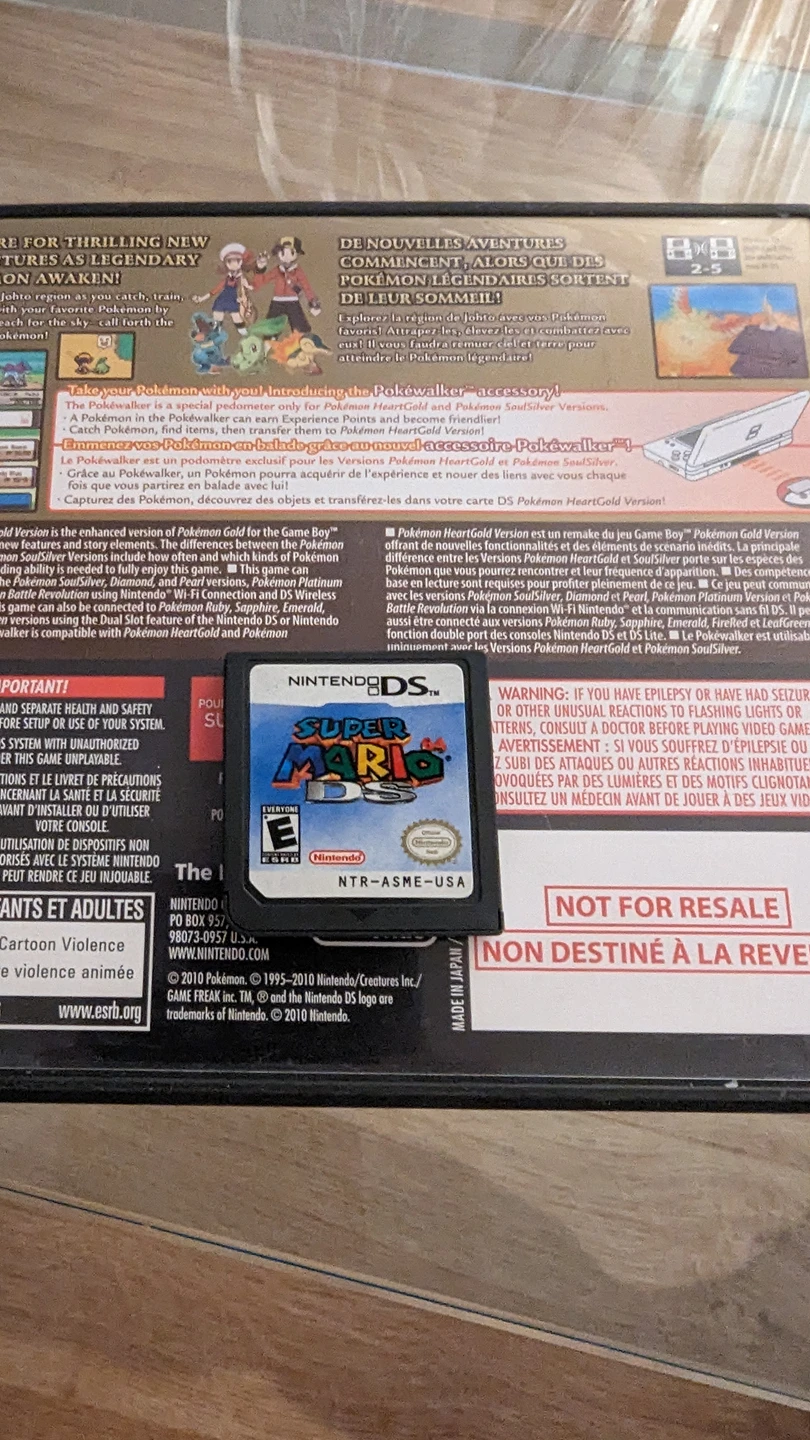 RE FOR THRILLING NEW
TURES AS LEGENDARY
ON AWAKEN!
Johto region as you catch, train,
ith your favorite Pokémon by
each for the sky—call forth the
okémon!
DE NOUVELLES AVENTURES
COMMENCENT, ALORS QUE DES
POKÉMON LÉGENDAIRES SORTENT
DE LEUR SOMMEIL!
Explorez la région de Johto avec vos Pokémon
favoris! Attrapez-les, élevez-les et combattez avec
eux! Il vous faudra remuer ciel et terre pour
atteindre le Pokémon légendaire!
2-5
Take your Pokémon with you! Introducing the Pokéwalker™ accessory!
The Pokéwalker is a special pedometer only for Pokémon HeartGold and Pokémon SoulSilver Versions.
· A Pokémon in the Pokéwalker can earn Experience Points and become friendlier!
· Catch Pokémon, find items, then transfer them to Pokémon HeartGold Version!
Emmenez vos Pokémon en balade grâce au nouvel accessoire Pokéwalker™!
Le Pokéwalker est un podomètre exclusif pour les Versions Pokémon HeartGold et Pokémon SoulSilver.
· Grâce au Pokéwalker, un Pokémon pourra acquérir de l'expérience et nouer des liens avec vous chaque
fois que vous partirez en balade avec lui!
· Capturez des Pokémon, découvrez des objets et transférez-les dans votre carte DS Pokémon HeartGold Version!
old Version is the enhanced version of Pokémon Gold for the Game Boy™
new features and story elements. The differences between the Pokémon
mon SoulSilver Versions include how often and which kinds of Pokémon
ding ability is needed to fully enjoy this game. ■ This game can
he Pokémon SoulSilver, Diamond, and Pearl versions, Pokémon Platinum
n Battle Revolution using Nintendo® Wi-Fi Connection and DS Wireless
s game can also be connected to Pokémon Ruby, Sapphire, Emerald,
n versions using the Dual Slot feature of the Nintendo DS or Nintendo
walker is compatible with Pokémon HeartGold and Pokémon
■ Pokémon HeartGold Version est un remake du jeu Game Boy™ Pokémon Gold Version
offrant de nouvelles fonctionnalités et des éléments de scénario inédits. La principale
différence entre les Versions Pokémon HeartGold et SoulSilver porte sur les espèces des
Pokémon que vous pourrez rencontrer et leur fréquence d'apparition. ■ Des compétenc
base en lecture sont requises pour profiter pleinement de ce jeu. ■ Ce jeu peut commun
avec les versions Pokémon SoulSilver, Diamond et Pearl, Pokémon Platinum Version et Pok
Battle Revolution via la connexion Wi-Fi Nintendo® et la communication sans fil DS. Il pe
aussi être connecté aux versions Pokémon Ruby, Sapphire, Emerald, FireRed et LeafGreen
fonction double port des consoles Nintendo DS et DS Lite. ■ Le Pokéwalker est utilisab
uniquement avec les Versions Pokémon HeartGold et Pokémon SoulSilver.
PORTANT!
AND SEPARATE HEALTH AND SAFETY
FORE SETUP OR USE OF YOUR SYSTEM.
S SYSTEM WITH UNAUTHORIZED
ER THIS GAME UNPLAYABLE.
TIONS ET LE LIVRET DE PRÉCAUTIONS
NCERNANT LA SANTÉ ET LA SÉCURITÉ
AVANT D'INSTALLER OU D'UTILISER
VOTRE CONSOLE.
UTILISATION DE DISPOSITIFS NON
ORISÉS AVEC LE SYSTÈME NINTENDO
PEUT RENDRE CE JEU INJOUABLE.
POU
SU
PO
NINTENDO DS™
SUPER
MARIO 64
DS
EVERYONE
E
ESRB
Nintendo
Official
Nintendo
Seal
NTR-ASME-USA
WARNING: IF YOU HAVE EPILEPSY OR HAVE HAD SEIZUR
OR OTHER UNUSUAL REACTIONS TO FLASHING LIGHTS OR
TTERNS, CONSULT A DOCTOR BEFORE PLAYING VIDEO GAME
AVERTISSEMENT : SI VOUS SOUFFREZ D'ÉPILEPSIE OU
Z SUBI DES ATTAQUES OU AUTRES RÉACTIONS INHABITUE
OVOQUÉES PAR DES LUMIÈRES ET DES MOTIFS CLIGNOTA
ONSULTEZ UN MÉDECIN AVANT DE JOUER À DES JEUX VID
NOT FOR RESALE
NON DESTINÉ À LA REVE
ANTS ET ADULTES
Cartoon Violence
e violence animée
www.esrb.org
The
NINTENDO
PO BOX 957,
98073-0957 U.S.A.
WWW.NINTENDO.COM
© 2010 Pokémon. © 1995–2010 Nintendo/Creatures Inc./
GAME FREAK inc. TM, ® and the Nintendo DS logo are
trademarks of Nintendo. © 2010 Nintendo.
MADE IN JAPAN /